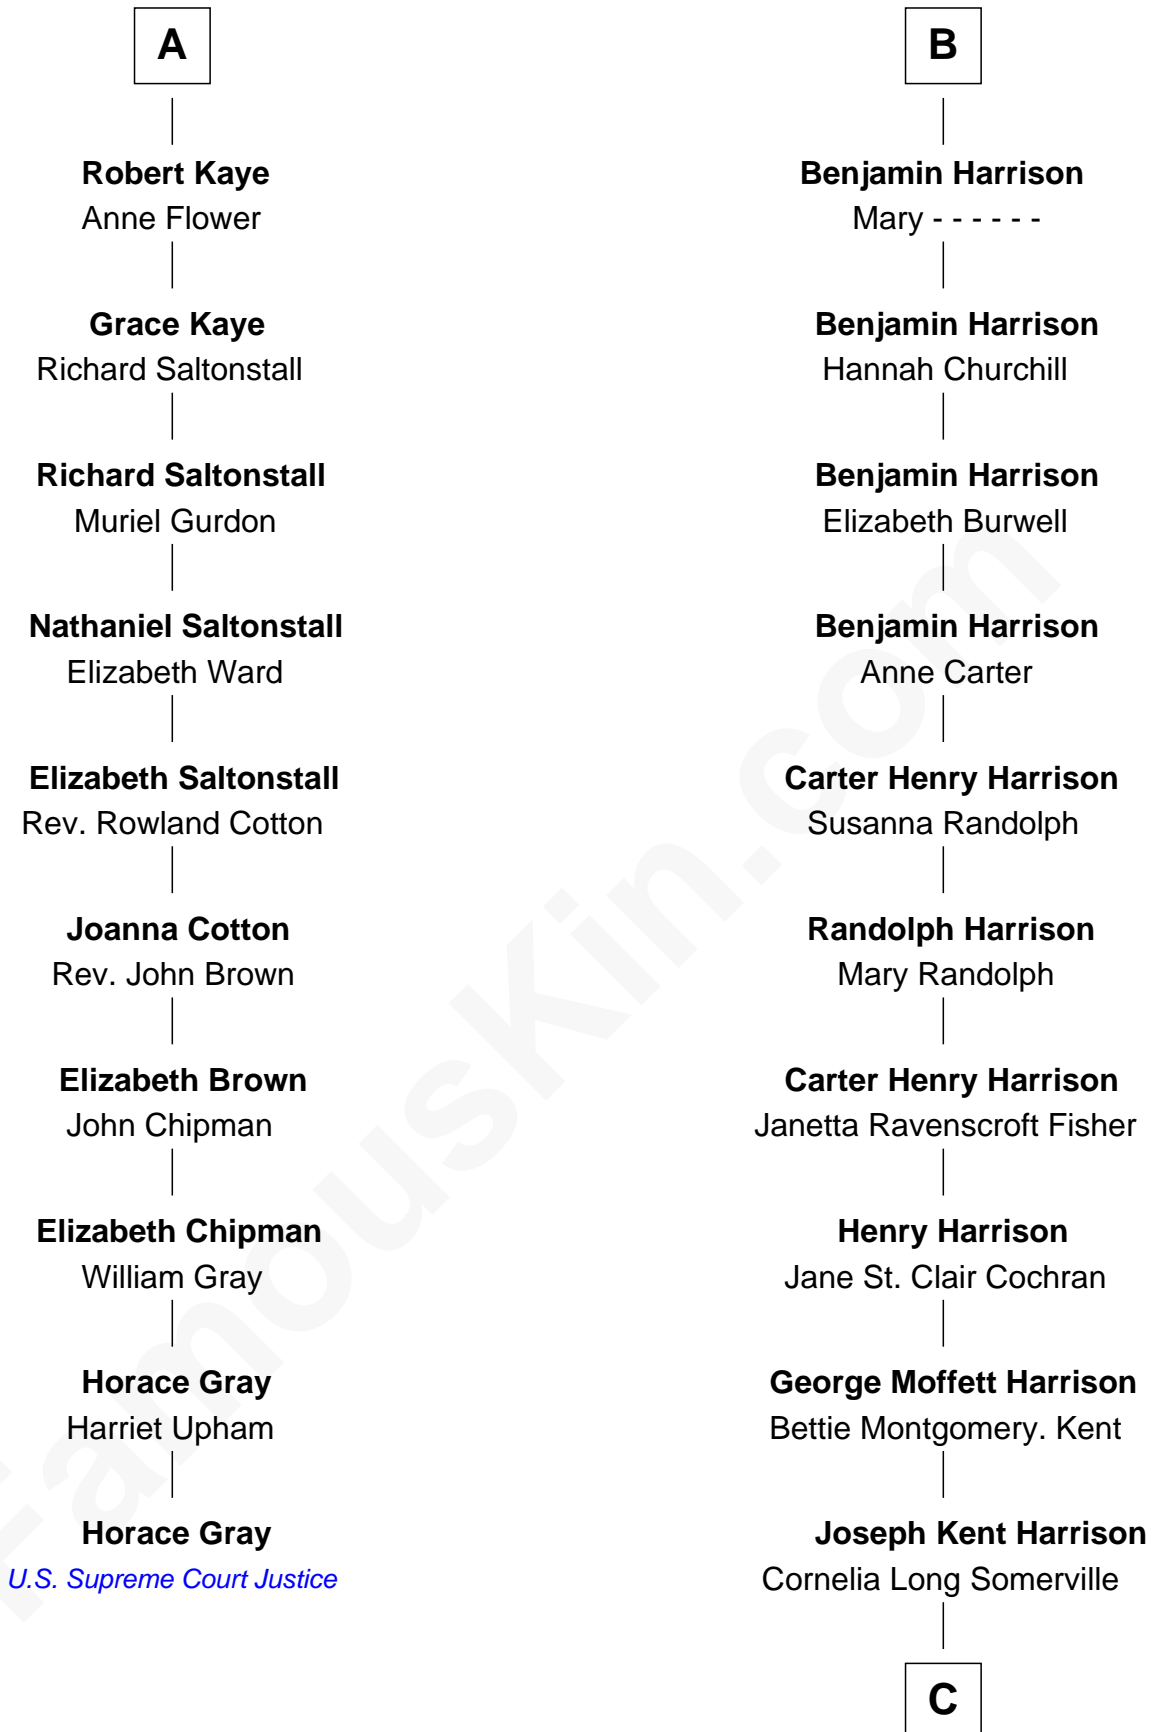 A
Robert Kaye
Anne Flower
Grace Kaye
Richard Saltonstall
Richard Saltonstall
Muriel Gurdon
Nathaniel Saltonstall
Elizabeth Ward
Elizabeth Saltonstall
Rev. Rowland Cotton
Joanna Cotton
Rev. John Brown
Elizabeth Brown
John Chipman
Elizabeth Chipman
William Gray
Horace Gray
Harriet Upham
Horace Gray
U.S. Supreme Court Justice
B
Benjamin Harrison
Mary - - - - - -
Benjamin Harrison
Hannah Churchill
Benjamin Harrison
Elizabeth Burwell
Benjamin Harrison
Anne Carter
Carter Henry Harrison
Susanna Randolph
Randolph Harrison
Mary Randolph
Carter Henry Harrison
Janetta Ravenscroft Fisher
Henry Harrison
Jane St. Clair Cochran
George Moffett Harrison
Bettie Montgomery. Kent
Joseph Kent Harrison
Cornelia Long Somerville
C
FamousKin.com